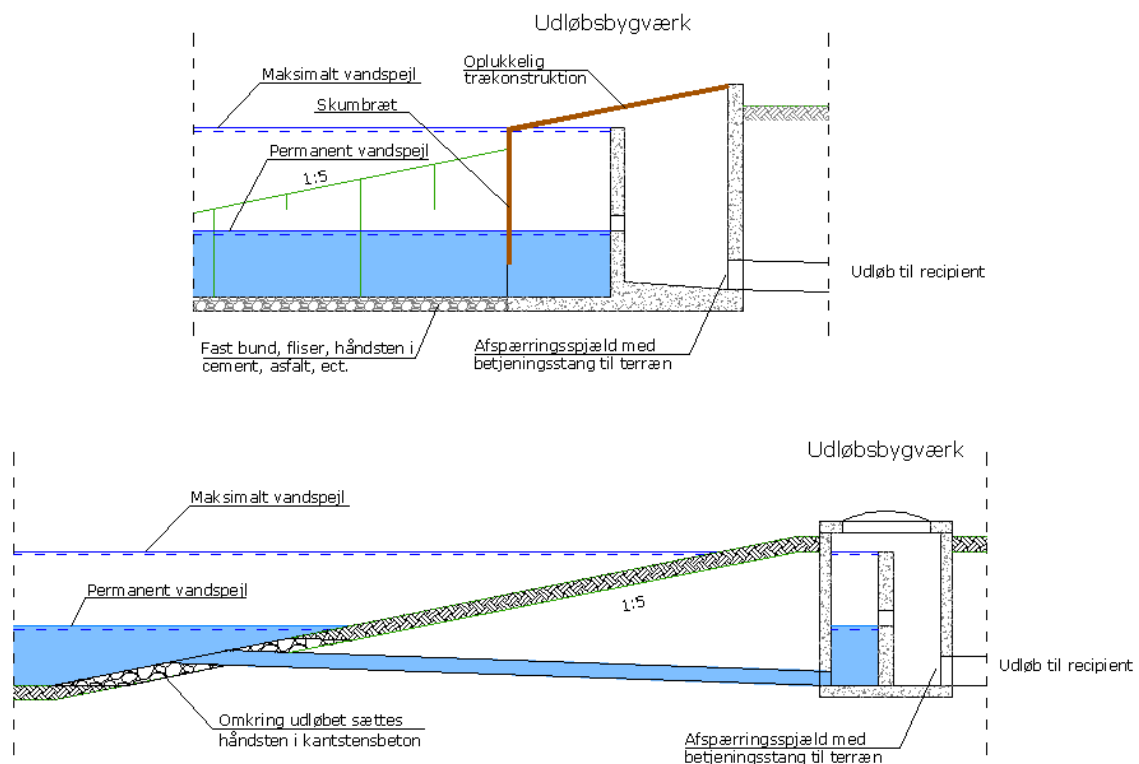 Udløbsbygværk
Oplukkelig
trækonstruktion
Maksimalt vandspejl
Skumbræt
Permanent vandspejl
1:5
Udløb til recipient
Fast bund, fliser, håndsten i
cement, asfalt, ect.
Afspærringsspjæld med
betjeningsstang til terræn
Udløbsbygværk
Maksimalt vandspejl
Permanent vandspejl
1:5
Udløb til recipient
Omkring udløbet sættes
håndsten i kantstensbeton
Afspærringsspjæld med
betjeningsstang til terræn